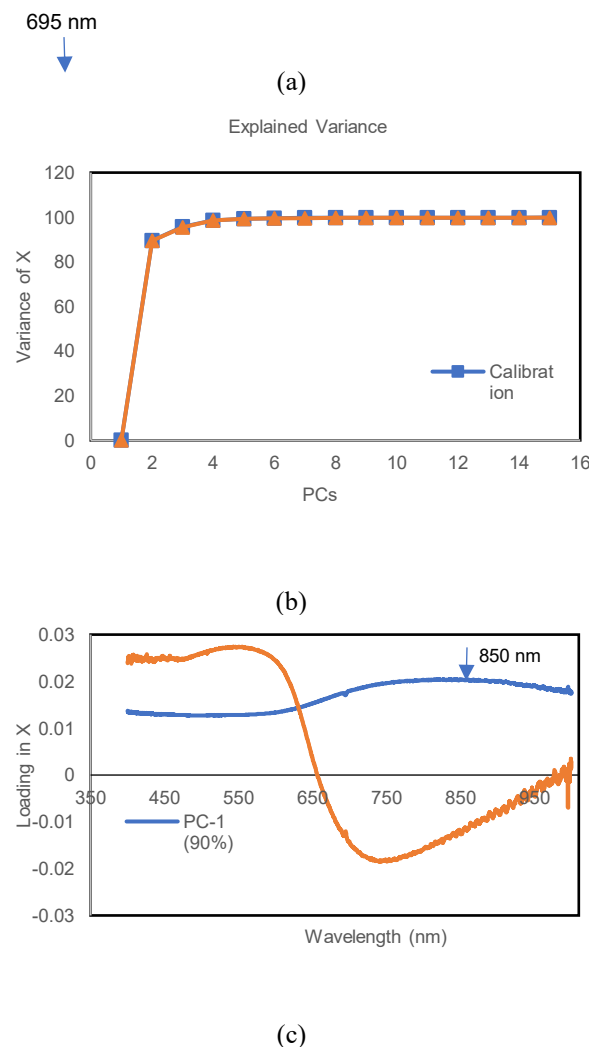 695 nm
(a)
Explained Variance
120
100
80
60
40
20
0
Variance of X
Calibrat
ion
0 2 4 6 8 10 12 14 16
PCs
(b)
0.03
0.02
0.01
0
-0.01
-0.02
-0.03
Loading in X
850 nm
350 450 550 650 750 850 950
PC-1
(90%)
Wavelength (nm)
(c)